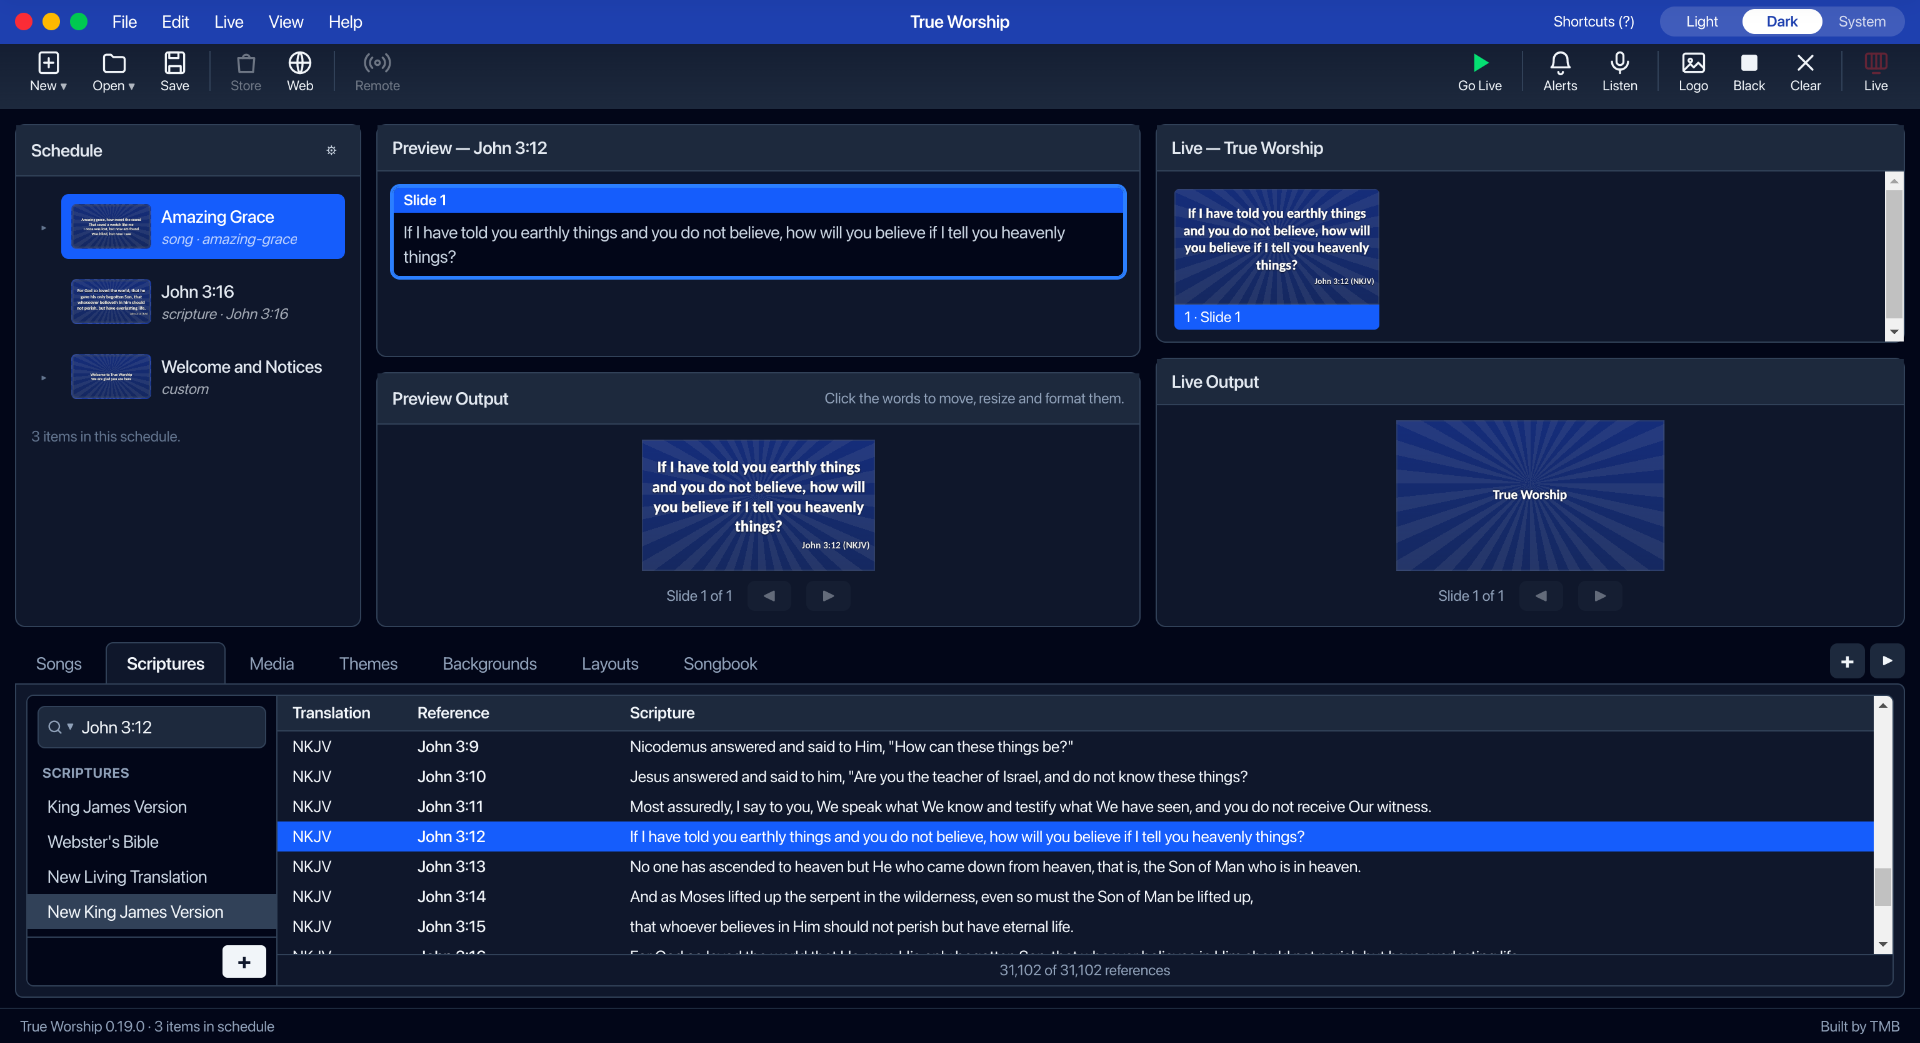 File Edit Live View Help
True Worship
Shortcuts (?) Light Dark System
New ▾ Open ▾ Save Store Web Remote
Go Live Alerts Listen Logo Black Clear Live
Schedule
Amazing Grace
song · amazing-grace
John 3:16
scripture · John 3:16
Welcome and Notices
custom
3 items in this schedule.
Preview — John 3:12
Slide 1
If I have told you earthly things and you do not believe, how will you believe if I tell you heavenly
things?
Preview Output
Click the words to move, resize and format them.
If I have told you earthly things
and you do not believe, how will
you believe if I tell you heavenly
things?
John 3:12 (NKJV)
Slide 1 of 1
Live — True Worship
If I have told you earthly things
and you do not believe, how will
you believe if I tell you heavenly
things?
John 3:12 (NKJV)
1 · Slide 1
Live Output
True Worship
Slide 1 of 1
Songs Scriptures Media Themes Backgrounds Layouts Songbook
John 3:12
SCRIPTURES
King James Version
Webster's Bible
New Living Translation
New King James Version
Translation Reference Scripture
NKJV John 3:9 Nicodemus answered and said to Him, "How can these things be?"
NKJV John 3:10 Jesus answered and said to him, "Are you the teacher of Israel, and do not know these things?
NKJV John 3:11 Most assuredly, I say to you, We speak what We know and testify what We have seen, and you do not receive Our witness.
NKJV John 3:12 If I have told you earthly things and you do not believe, how will you believe if I tell you heavenly things?
NKJV John 3:13 No one has ascended to heaven but He who came down from heaven, that is, the Son of Man who is in heaven.
NKJV John 3:14 And as Moses lifted up the serpent in the wilderness, even so must the Son of Man be lifted up,
NKJV John 3:15 that whoever believes in Him should not perish but have eternal life.
31,102 of 31,102 references
True Worship 0.19.0 · 3 items in schedule
Built by TMB